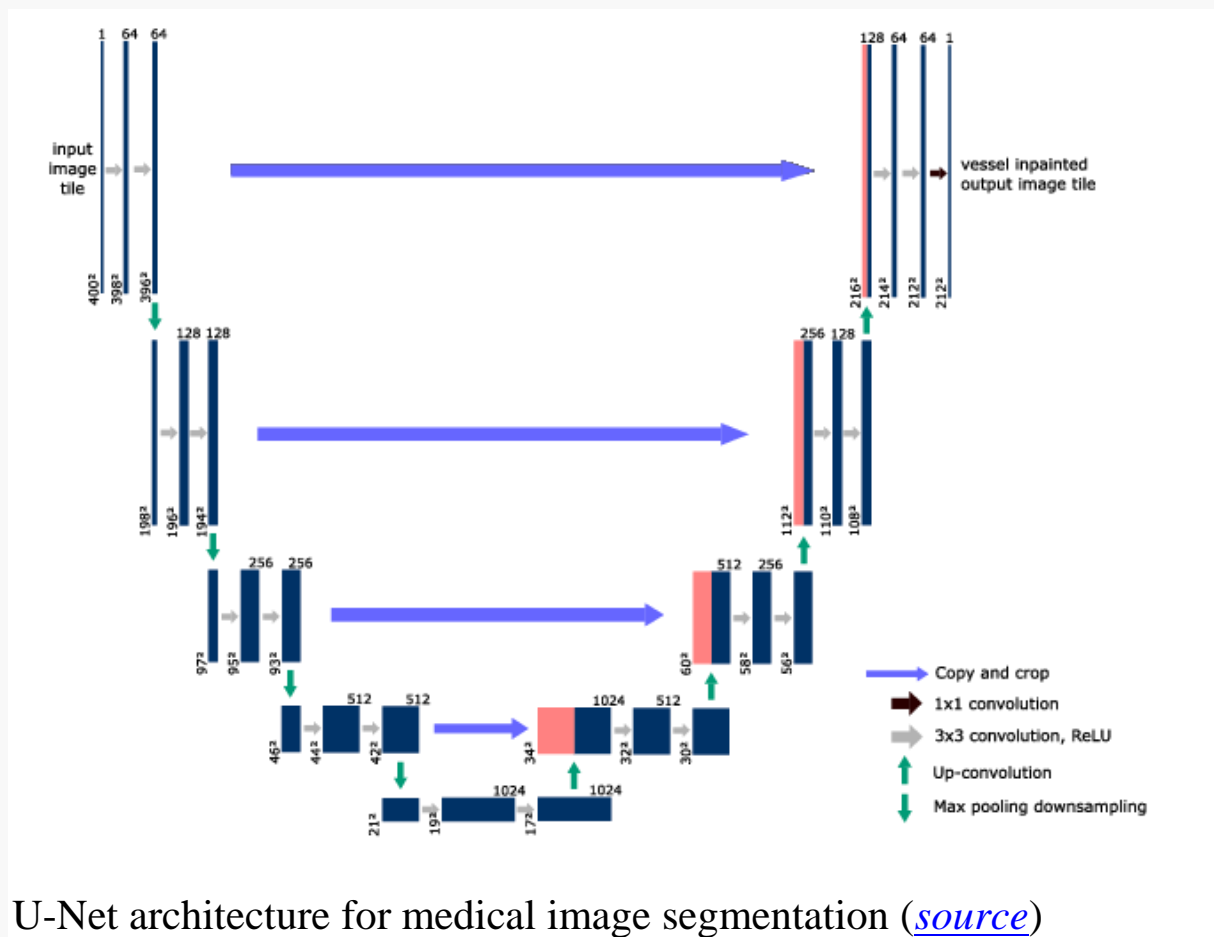 1 64 64
128 64 64 1
input
image
tile
vessel inpainted
output image tile
400² 398² 396²
216² 214² 212² 212²
128 128
256 128
198² 196² 194²
112² 110² 108²
256 256
512 256
97² 95² 93²
60² 58² 56²
Copy and crop
1x1 convolution
3x3 convolution, ReLU
Up-convolution
Max pooling downsampling
512 512
1024 512
46² 44² 42²
34² 32² 30²
1024 1024
21² 19² 17²
U-Net architecture for medical image segmentation (source)